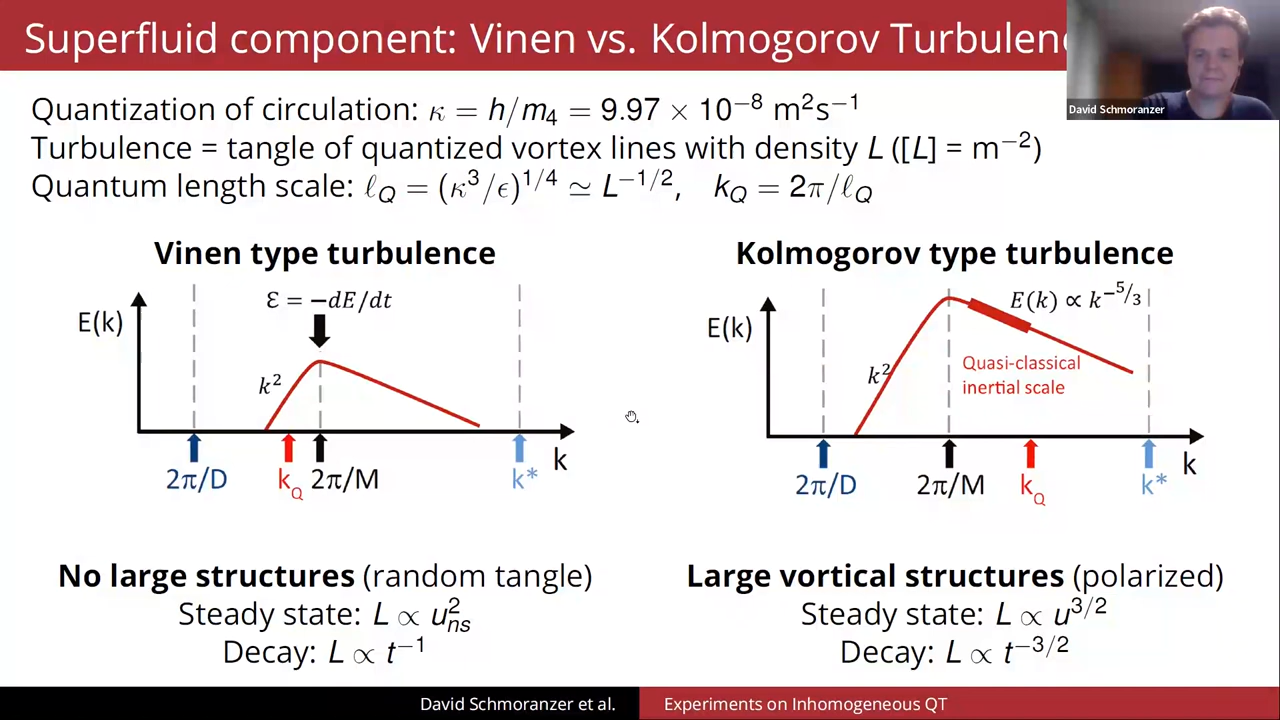 Superfluid component: Vinen vs. Kolmogorov Turbulenc
David Schmoranzer
Quantization of circulation: κ = h/m₄ = 9.97 × 10⁻⁸ m²s⁻¹
Turbulence = tangle of quantized vortex lines with density L ([L] = m⁻²)
Quantum length scale: ℓ_Q = (κ³/ϵ)^1/4 ≃ L^−1/2, k_Q = 2π/ℓ_Q
Vinen type turbulence
Ɛ = −dE/dt
E(k)
k²
2π/D
k_Q
2π/M
k*
k
Kolmogorov type turbulence
E(k) ∝ k^−5/3
E(k)
Quasi-classical
inertial scale
k²
2π/D
2π/M
k_Q
k*
k
No large structures (random tangle)
Steady state: L ∝ u²_ns
Decay: L ∝ t⁻¹
Large vortical structures (polarized)
Steady state: L ∝ u^3/2
Decay: L ∝ t^−3/2
David Schmoranzer et al.
Experiments on Inhomogeneous QT